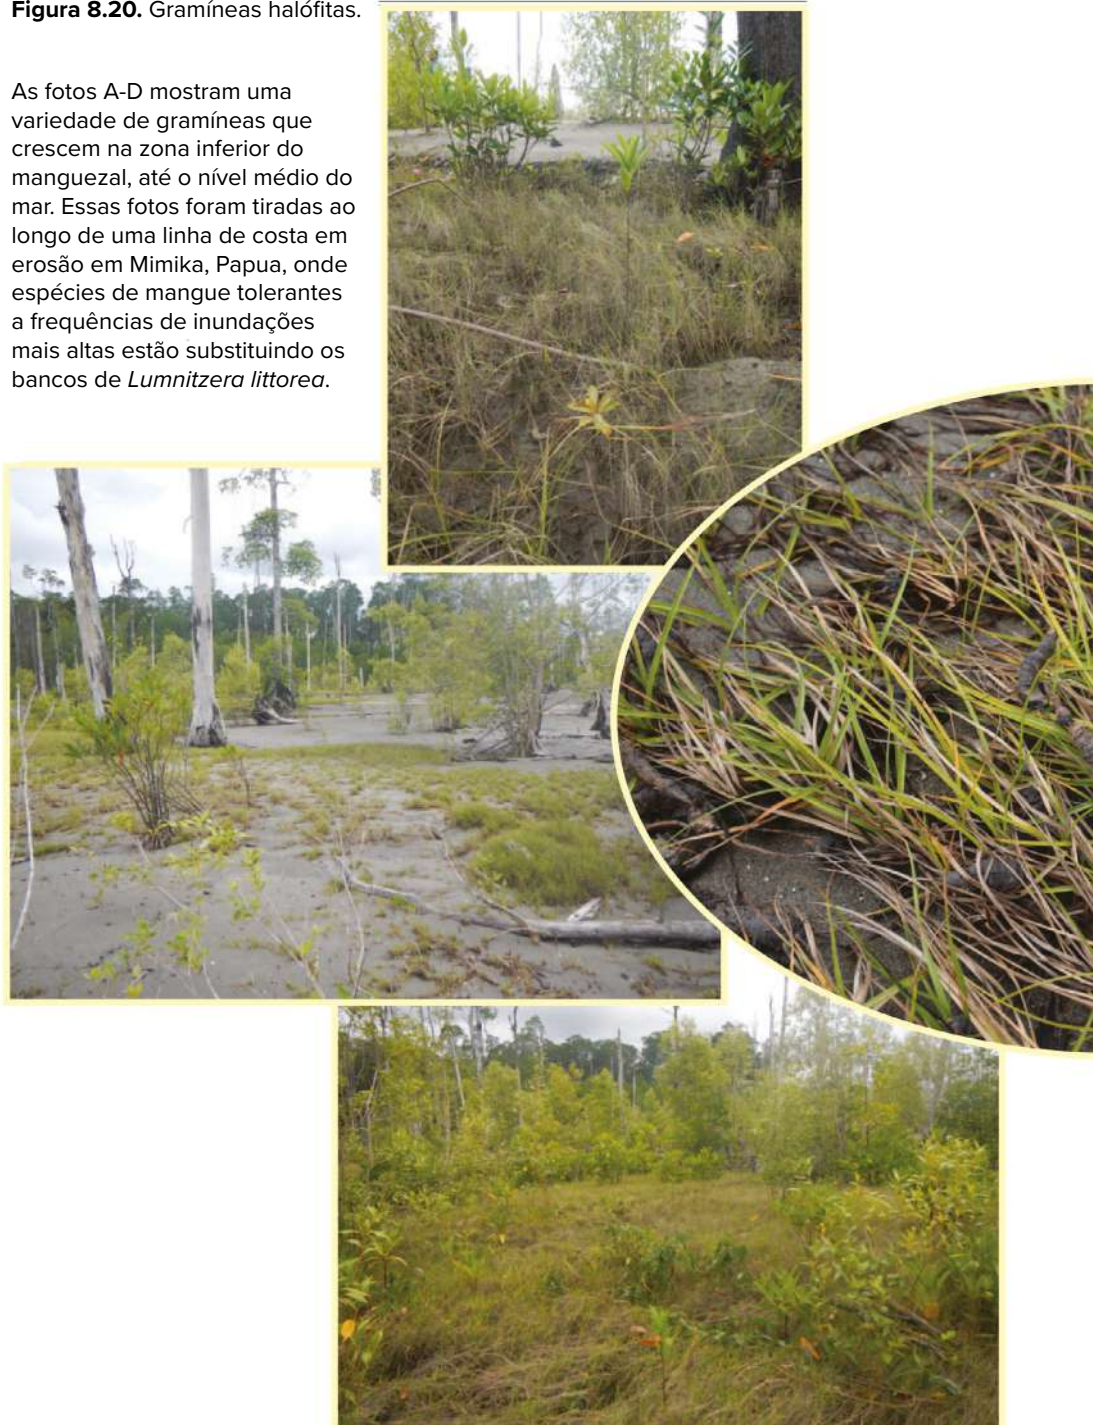 Figura 8.20. Gramíneas halófitas.
As fotos A-D mostram uma
variedade de gramíneas que
crescem na zona inferior do
manguezal, até o nível médio do
mar. Essas fotos foram tiradas ao
longo de uma linha de costa em
erosão em Mimika, Papua, onde
espécies de mangue tolerantes
a frequências de inundações
mais altas estão substituindo os
bancos de Lumnitzera littorea.